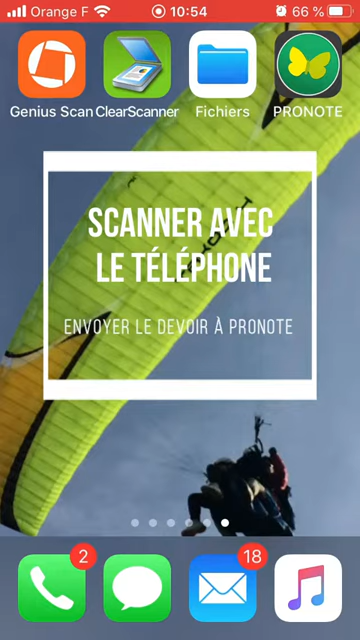 Orange F 10:54 66 %
Genius Scan ClearScanner Fichiers PRONOTE
SCANNER AVEC
LE TÉLÉPHONE
ENVOYER LE DEVOIR À PRONOTE
2 18